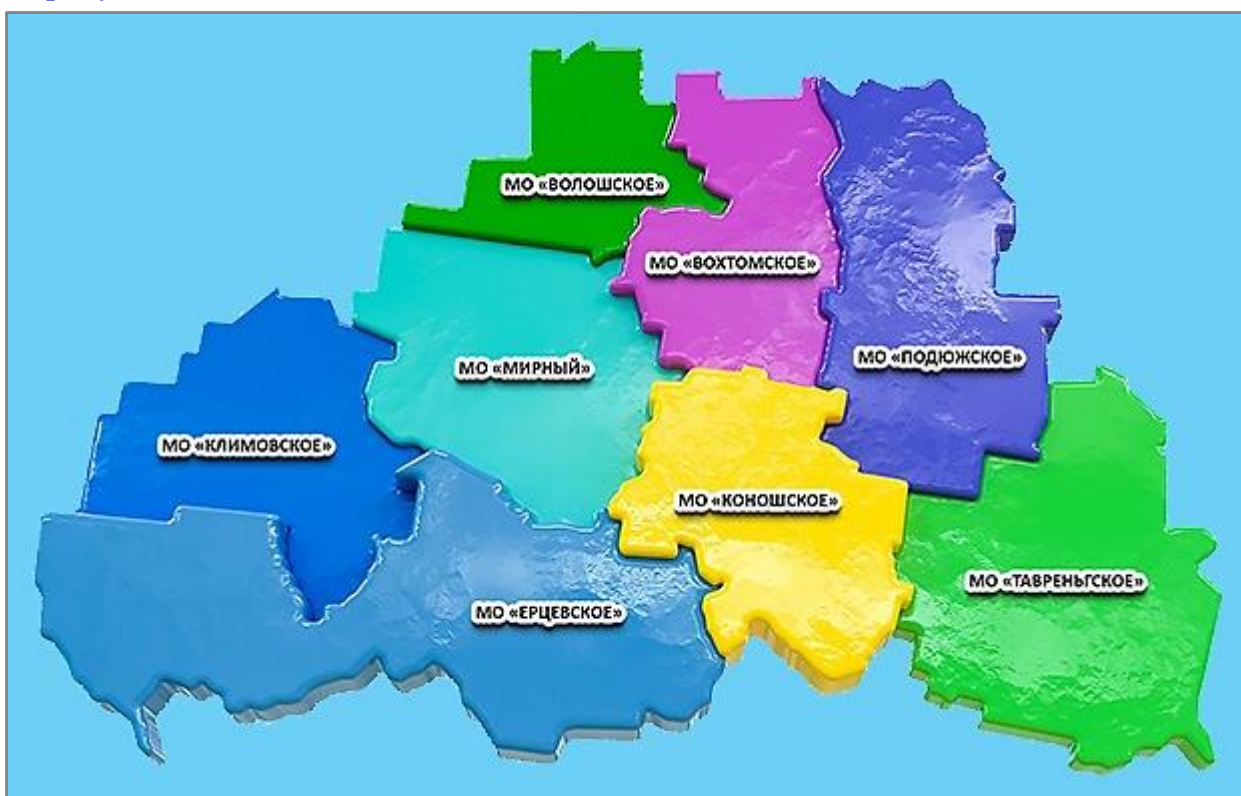 МО «ВОЛОШСКОЕ»
МО «ВОХТОМСКОЕ»
МО «ПОДЮЖСКОЕ»
МО «МИРНЫЙ»
МО «КЛИМОВСКОЕ»
МО «КОНОШСКОЕ»
МО «ТАВРЕНЬГСКОЕ»
МО «ЕРЦЕВСКОЕ»